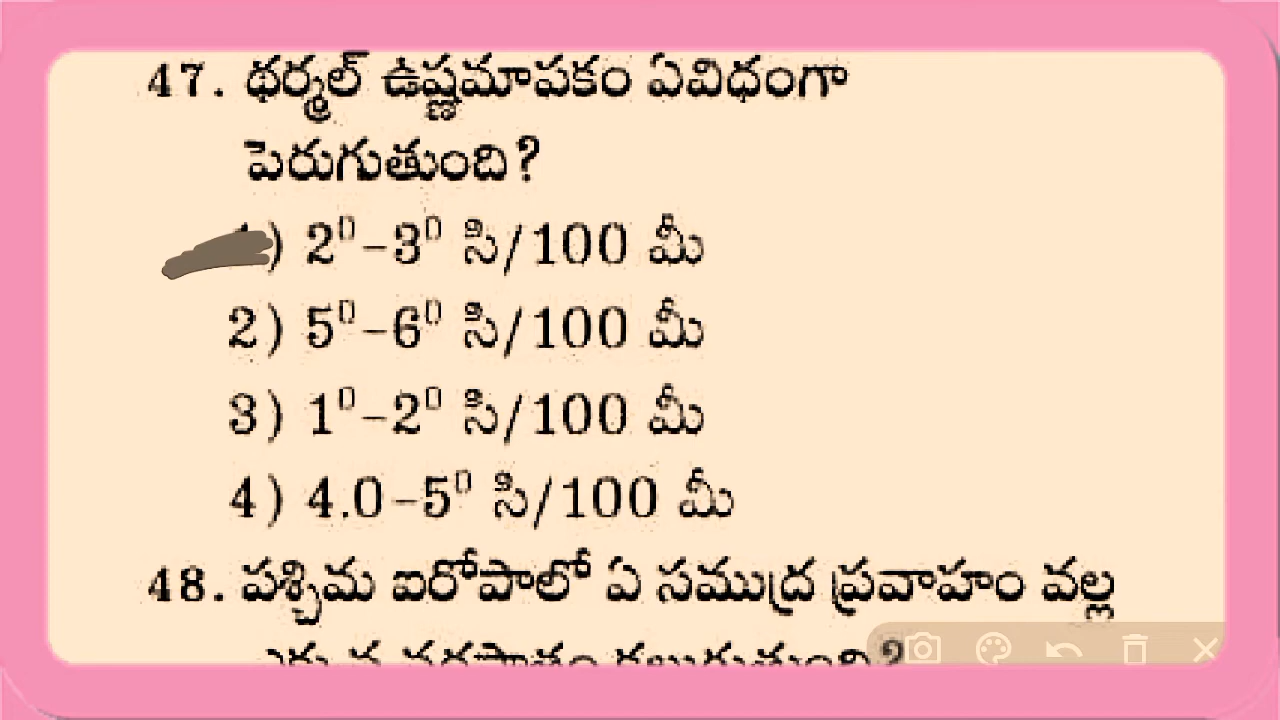 47. థర్మల్ ఉష్ణమాపకం ఏవిధంగా
పెరుగుతుంది?
) 2⁰-3⁰ సి/100 మీ
2) 5⁰-6⁰ సి/100 మీ
3) 1⁰-2⁰ సి/100 మీ
4) 4.0-5⁰ సి/100 మీ
48. పశ్చిమ ఐరోపాలో ఏ సముద్ర ప్రవాహం వల్ల